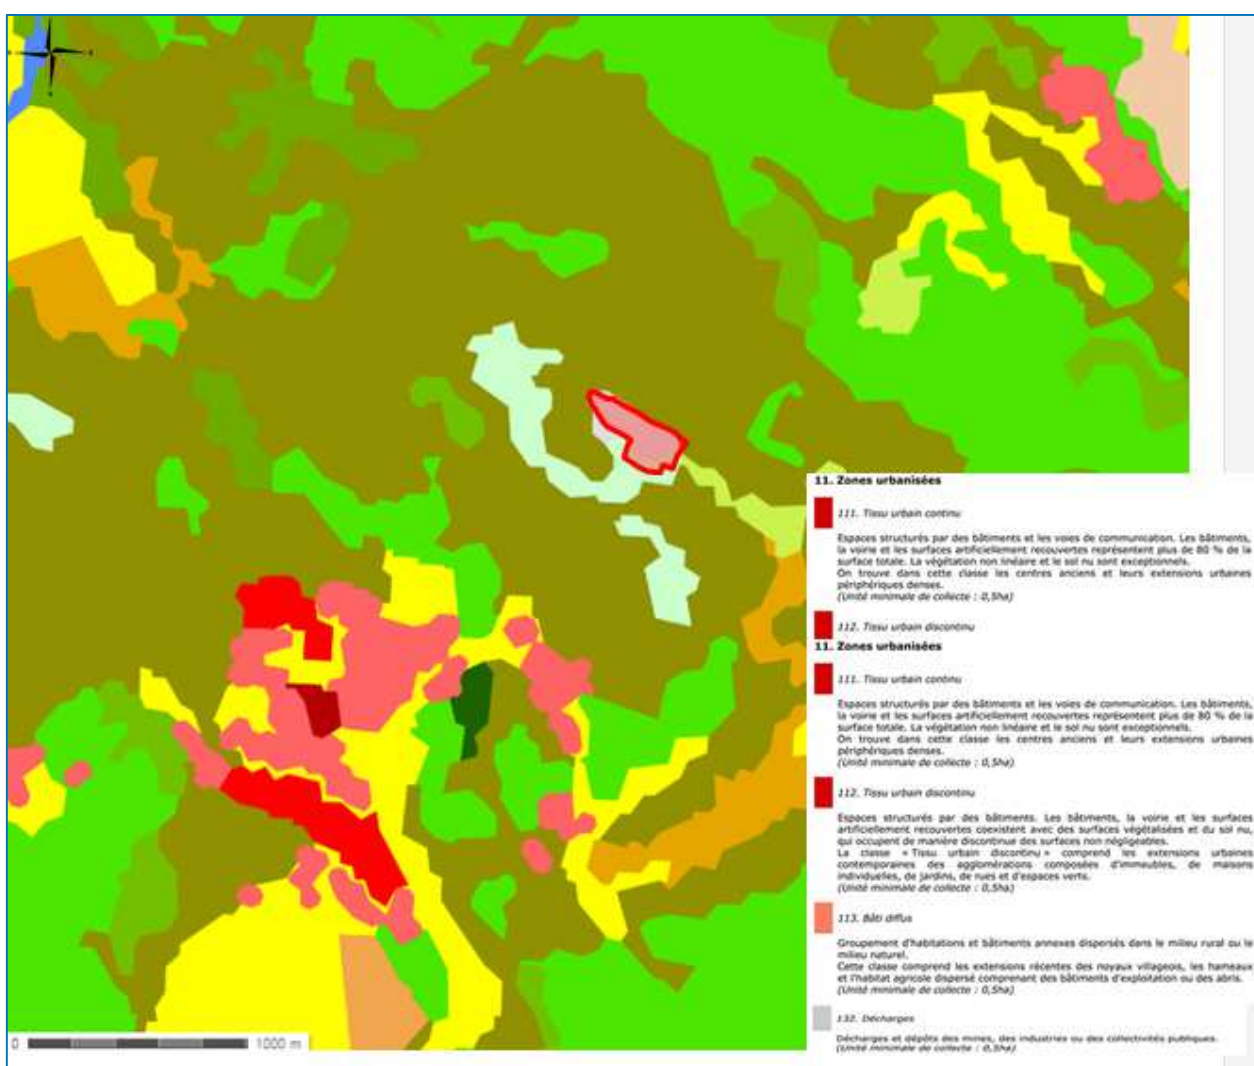 11. Zones urbanisées
111. Tissu urbain continu
Espaces structurés par des bâtiments et les voies de communication. Les bâtiments,
la voirie et les surfaces artificiellement recouvertes représentent plus de 80 % de la
surface totale. La végétation non linéaire et le sol nu sont exceptionnels.
On trouve dans cette classe les centres anciens et leurs extensions urbaines
périphériques denses.
(Unité minimale de collecte : 0,5ha)
112. Tissu urbain discontinu
11. Zones urbanisées
111. Tissu urbain continu
Espaces structurés par des bâtiments et les voies de communication. Les bâtiments,
la voirie et les surfaces artificiellement recouvertes représentent plus de 80 % de la
surface totale. La végétation non linéaire et le sol nu sont exceptionnels.
On trouve dans cette classe les centres anciens et leurs extensions urbaines
périphériques denses.
(Unité minimale de collecte : 0,5ha)
112. Tissu urbain discontinu
Espaces structurés par des bâtiments. Les bâtiments, la voirie et les surfaces
artificiellement recouvertes coexistent avec des surfaces végétalisées et du sol nu,
qui occupent de manière discontinue des surfaces non négligeables.
La classe « Tissu urbain discontinu » comprend les extensions urbaines
contemporaines des agglomérations composées d'immeubles, de maisons
individuelles, de jardins, de rues et d'espaces verts.
(Unité minimale de collecte : 0,5ha)
113. Bâti diffus
Groupement d'habitations et bâtiments annexes dispersés dans le milieu rural ou le
milieu naturel.
Cette classe comprend les extensions récentes des noyaux villageois, les hameaux
et l'habitat agricole dispersé comprenant des bâtiments d'exploitation ou des abris.
(Unité minimale de collecte : 0,5ha)
132. Décharges
Décharges et dépôts des mines, des industries ou des collectivités publiques.
(Unité minimale de collecte : 0,5ha)
0 1000 m